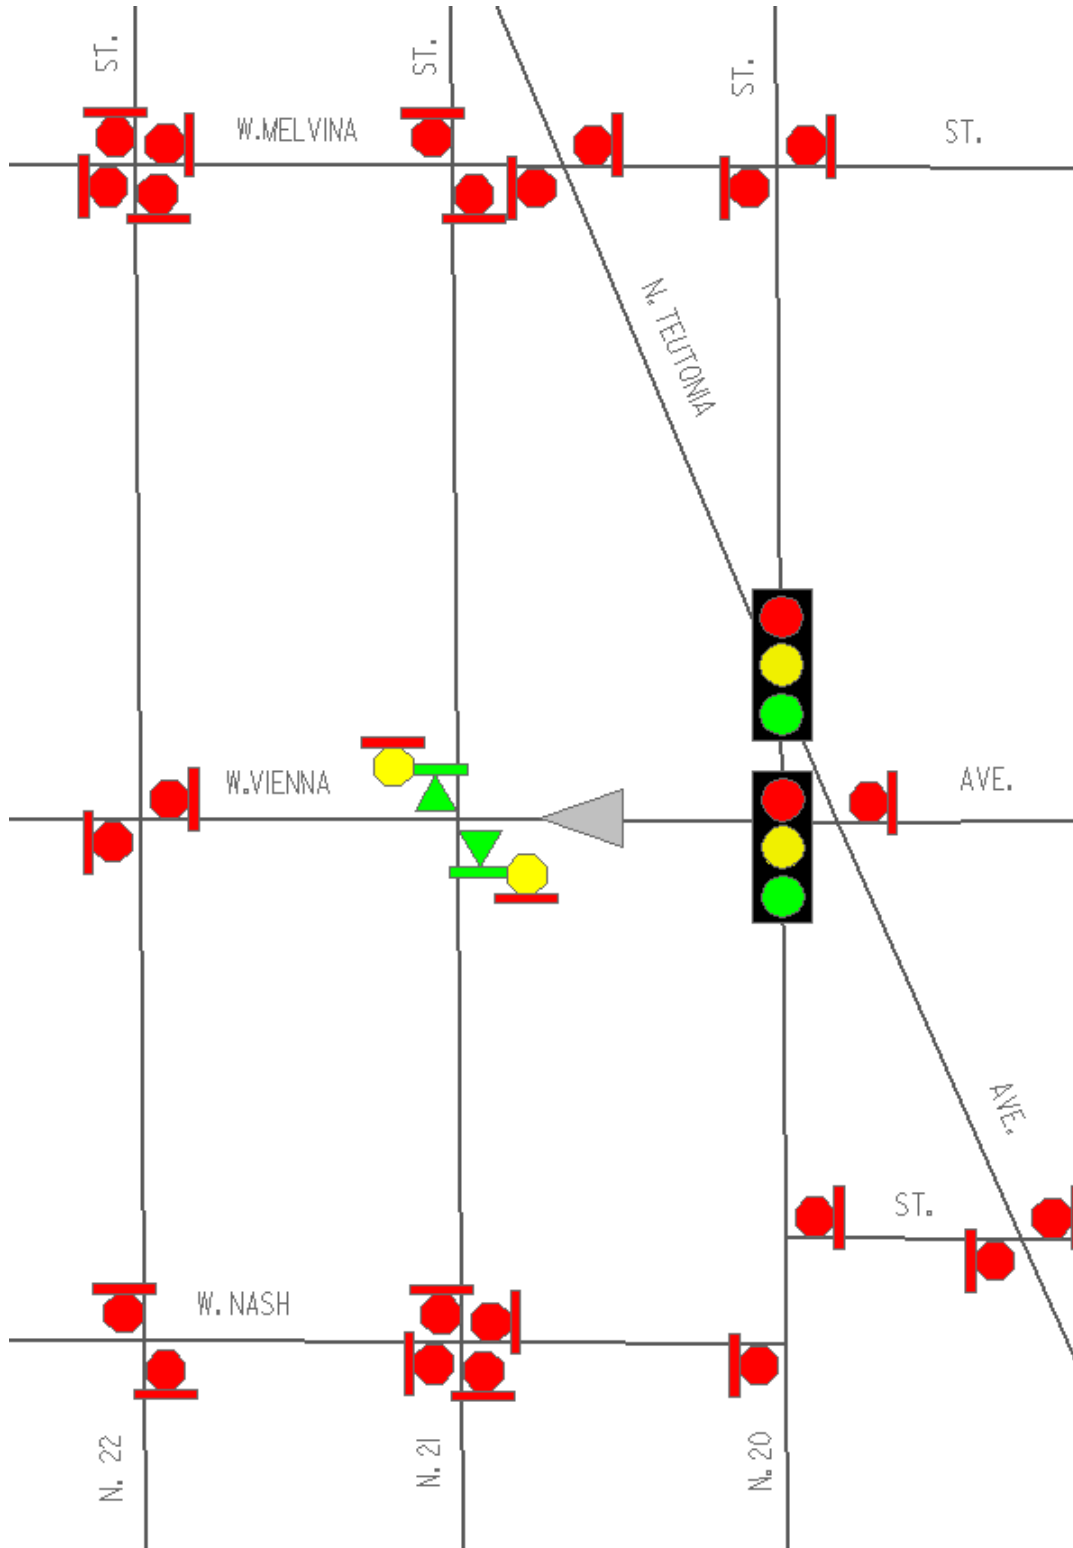 ST.
ST.
ST.
W.MELVINA
ST.
N. TEUTONIA
W.VIENNA
AVE.
AVE.
ST.
W. NASH
N. 22
N. 21
N. 20